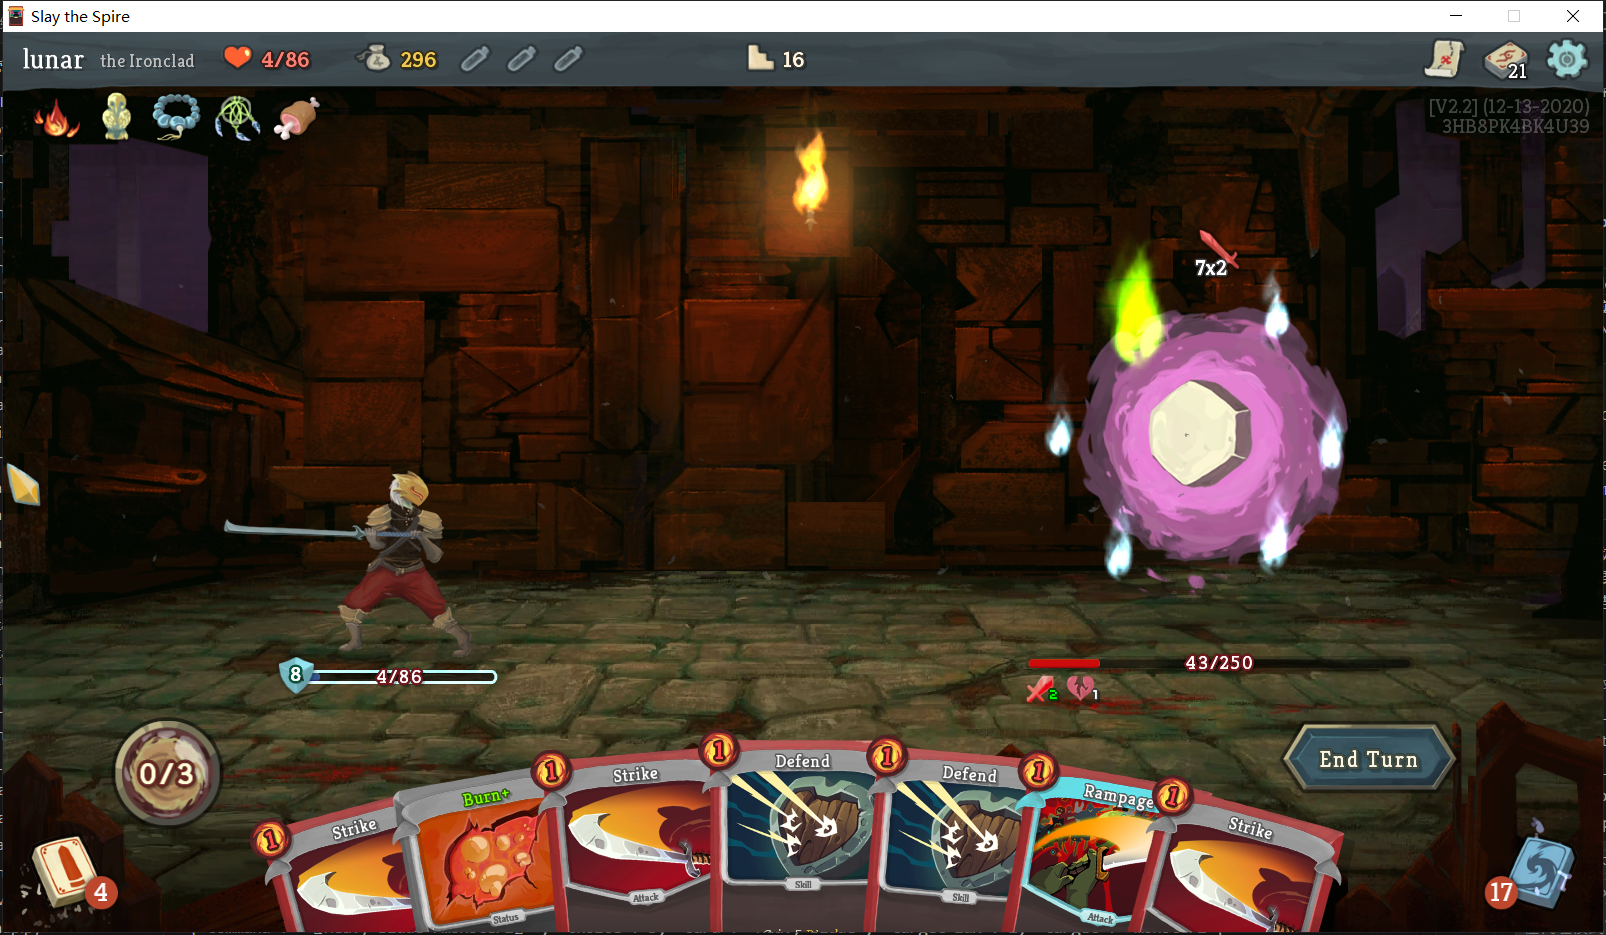 Slay the Spire
lunar the Ironclad 4/86 296 16 21
[V2.2] (12-13-2020)
3HB8PK4BK4U39
7x2
8 4/86
43/250
2 1
0/3
End Turn
1 Strike
Burn+
Status
1 Strike
Attack
1 Defend
Skill
1 Defend
Skill
1 Rampage
Attack
1 Strike
4
17